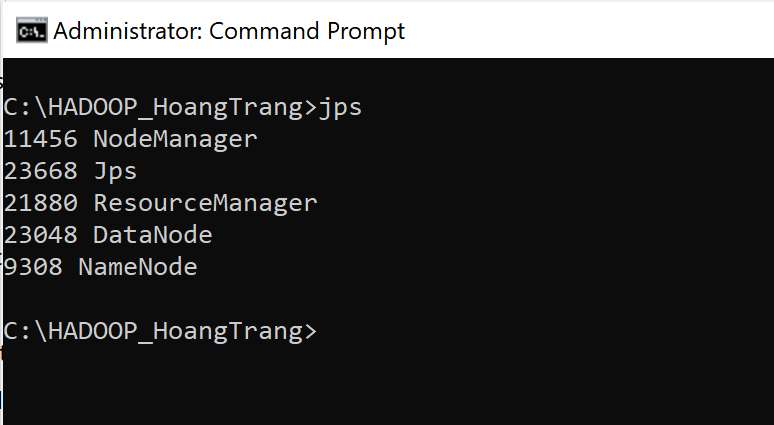 Administrator: Command Prompt
C:\HADOOP_HoangTrang>jps
11456 NodeManager
23668 Jps
21880 ResourceManager
23048 DataNode
9308 NameNode
C:\HADOOP_HoangTrang>